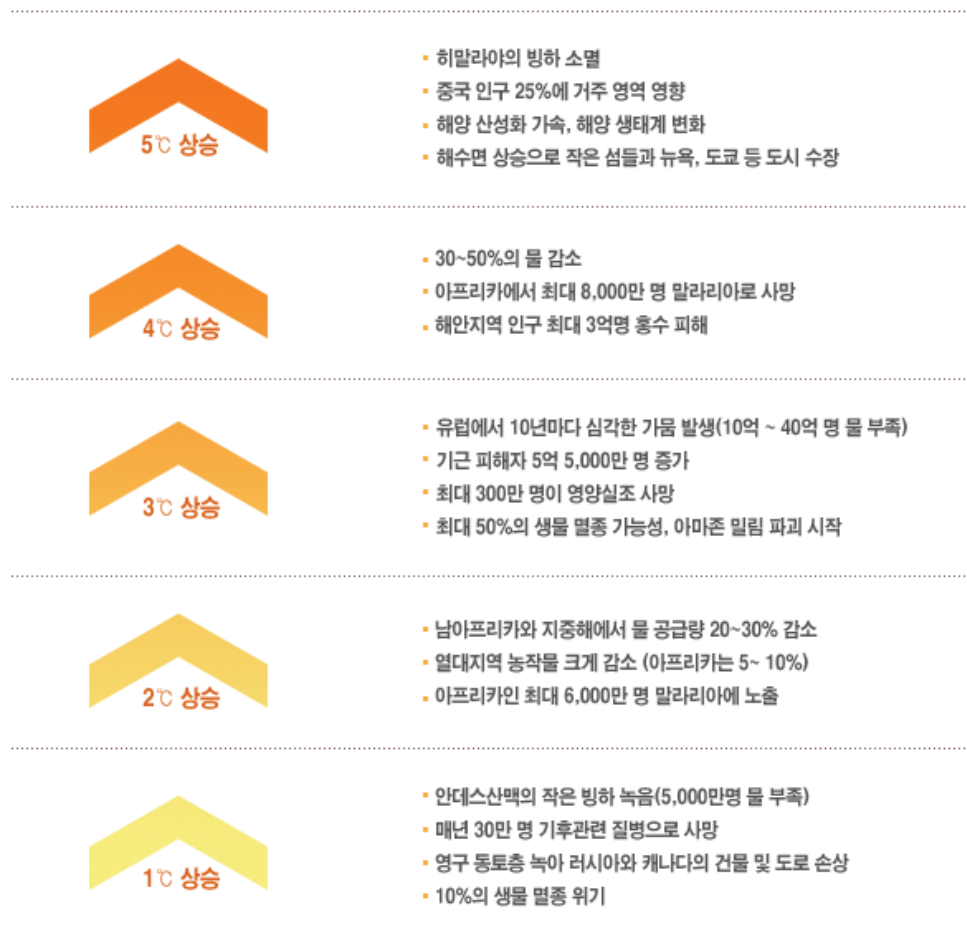 5℃ 상승
히말라야의 빙하 소멸
중국 인구 25%에 거주 영역 영향
해양 산성화 가속, 해양 생태계 변화
해수면 상승으로 작은 섬들과 뉴욕, 도쿄 등 도시 수장
4℃ 상승
30~50%의 물 감소
아프리카에서 최대 8,000만 명 말라리아로 사망
해안지역 인구 최대 3억명 홍수 피해
3℃ 상승
유럽에서 10년마다 심각한 가뭄 발생(10억 ~ 40억 명 물 부족)
기근 피해자 5억 5,000만 명 증가
최대 300만 명이 영양실조 사망
최대 50%의 생물 멸종 가능성, 아마존 밀림 파괴 시작
2℃ 상승
남아프리카와 지중해에서 물 공급량 20~30% 감소
열대지역 농작물 크게 감소 (아프리카는 5~ 10%)
아프리카인 최대 6,000만 명 말라리아에 노출
1℃ 상승
안데스산맥의 작은 빙하 녹음(5,000만명 물 부족)
매년 30만 명 기후관련 질병으로 사망
영구 동토층 녹아 러시아와 캐나다의 건물 및 도로 손상
10%의 생물 멸종 위기